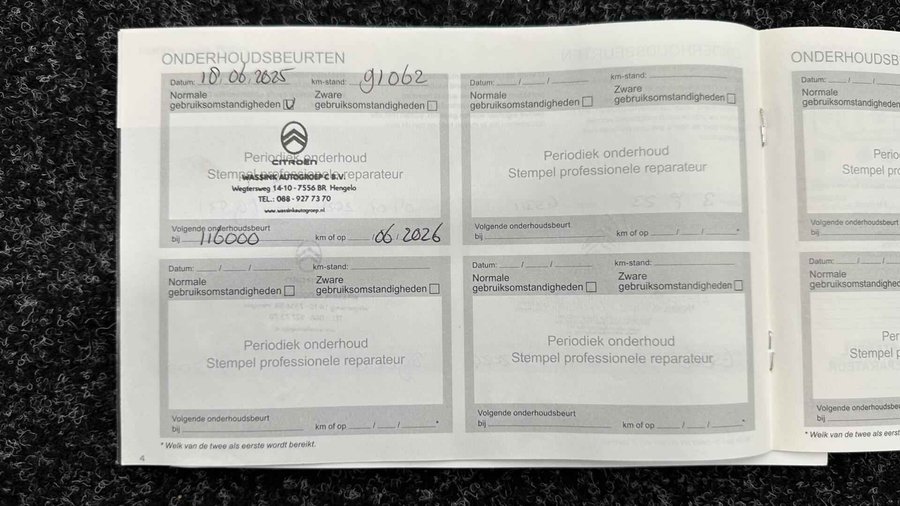 ONDERHOUDSBEURTEN
Datum: 18.06.2025 km-stand: 91062
Normale Zware
gebruiksomstandigheden gebruiksomstandigheden
CITROËN
Periodiek onderhoud
Stempel professionele reparateur
WASSINK AUTOGROEP C B.V.
Wegtersweg 14-10 - 7556 BR Hengelo
TEL.: 088 - 927 73 70
www.wassinkautogroep.nl
Volgende onderhoudsbeurt
bij 116000 km of op 06.2026
Datum: / / km-stand:
Normale Zware
gebruiksomstandigheden gebruiksomstandigheden
Periodiek onderhoud
Stempel professionele reparateur
Volgende onderhoudsbeurt
bij km of op / / *
Datum: / / km-stand:
Normale Zware
gebruiksomstandigheden gebruiksomstandigheden
Periodiek onderhoud
Stempel professionele reparateur
Volgende onderhoudsbeurt
bij km of op / / *
Datum: / / km-stand:
Normale Zware
gebruiksomstandigheden gebruiksomstandigheden
Periodiek onderhoud
Stempel professionele reparateur
Volgende onderhoudsbeurt
bij km of op / / *
* Welk van de twee als eerste wordt bereikt.
4
ONDERHOUDSB
Datum: / /
Normale
gebruiksomstandighed
Perio
Stempel p
Volgende onderhoudsbe
bij
Datum: / /
Normale
gebruiksomstandighed
Perio
Stempel p
Volgende onderhoudsbe
bij
* Welk van de twee als eerste